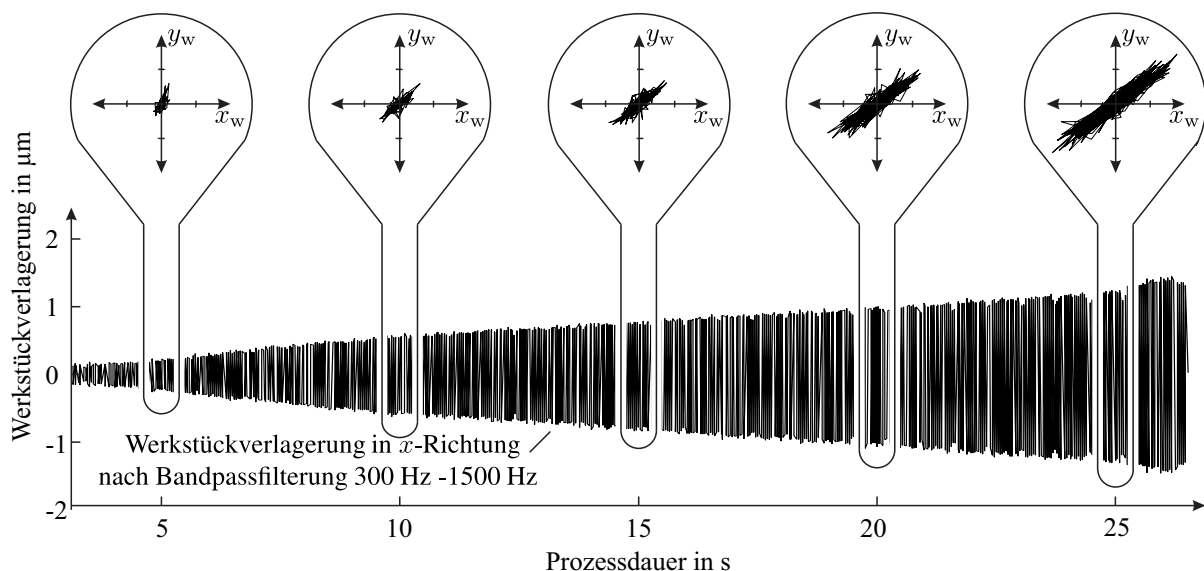 y_w
x_w
y_w
x_w
y_w
x_w
y_w
x_w
y_w
x_w
Werkstückverlagerung in µm
2
1
0
-1
-2
Werkstückverlagerung in x-Richtung
nach Bandpassfilterung 300 Hz -1500 Hz
5
10
15
20
25
Prozessdauer in s